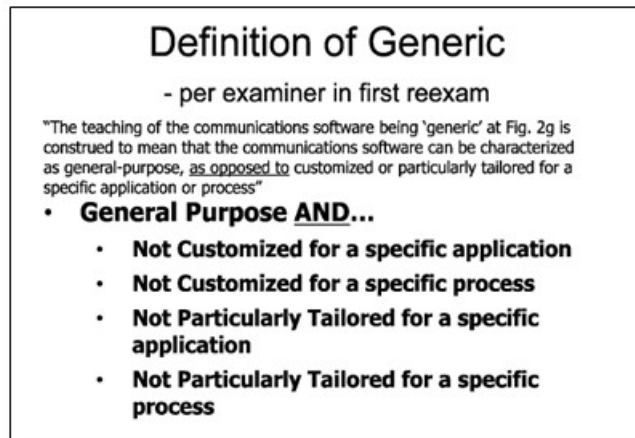 Definition of Generic
- per examiner in first reexam
"The teaching of the communications software being 'generic' at Fig. 2g is
construed to mean that the communications software can be characterized
as general-purpose, as opposed to customized or particularly tailored for a
specific application or process"
• General Purpose AND...
• Not Customized for a specific application
• Not Customized for a specific process
• Not Particularly Tailored for a specific
application
• Not Particularly Tailored for a specific
process